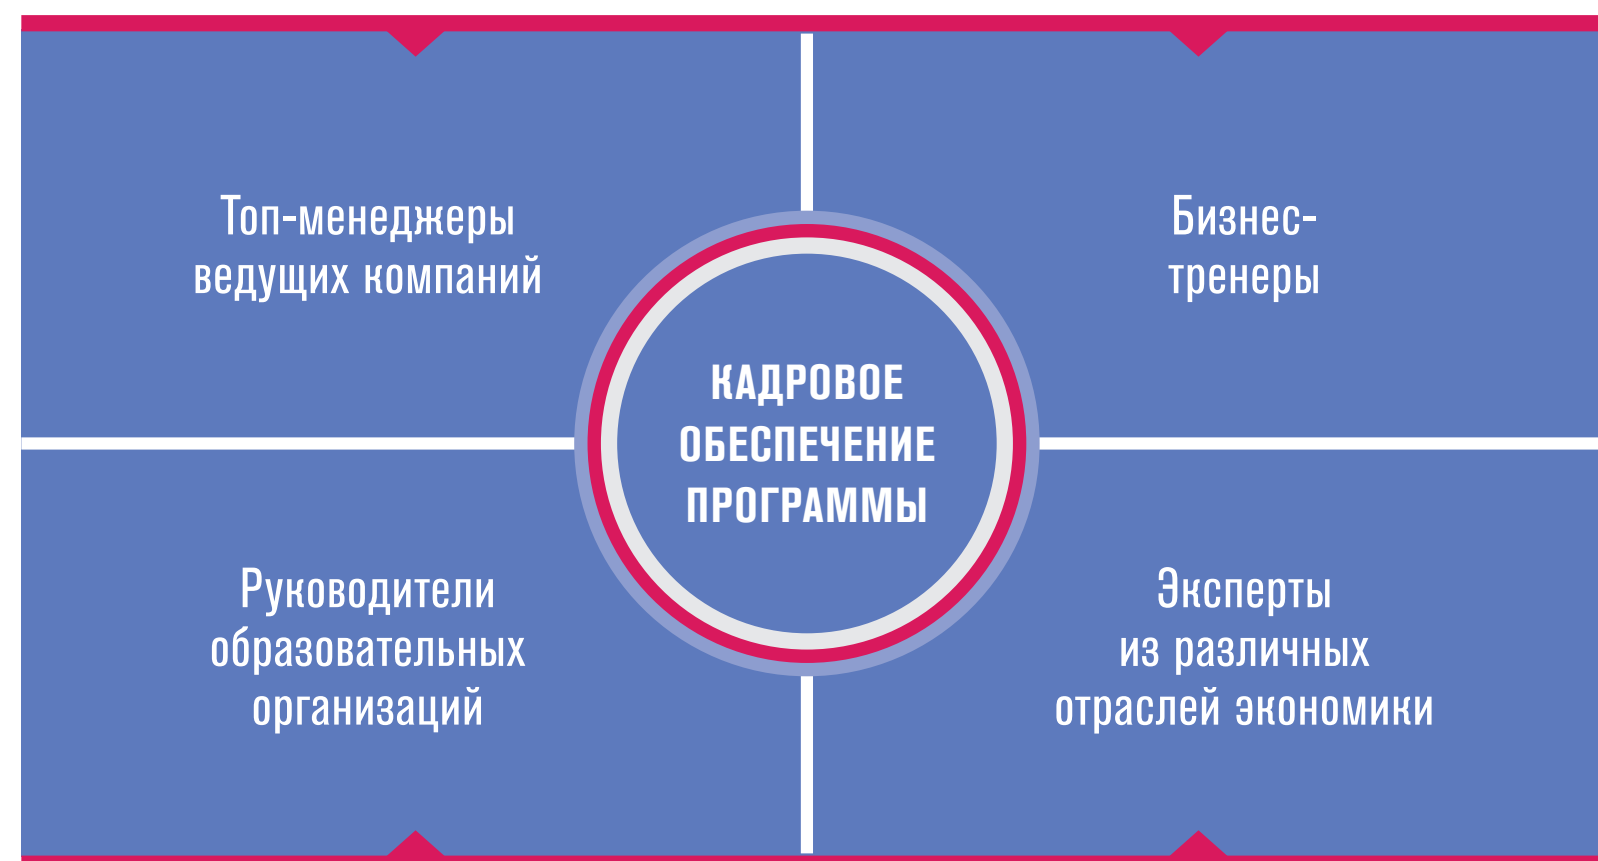 Топ-менеджеры
ведущих компаний
Бизнес-
тренеры
КАДРОВОЕ
ОБЕСПЕЧЕНИЕ
ПРОГРАММЫ
Руководители
образовательных
организаций
Эксперты
из различных
отраслей экономики